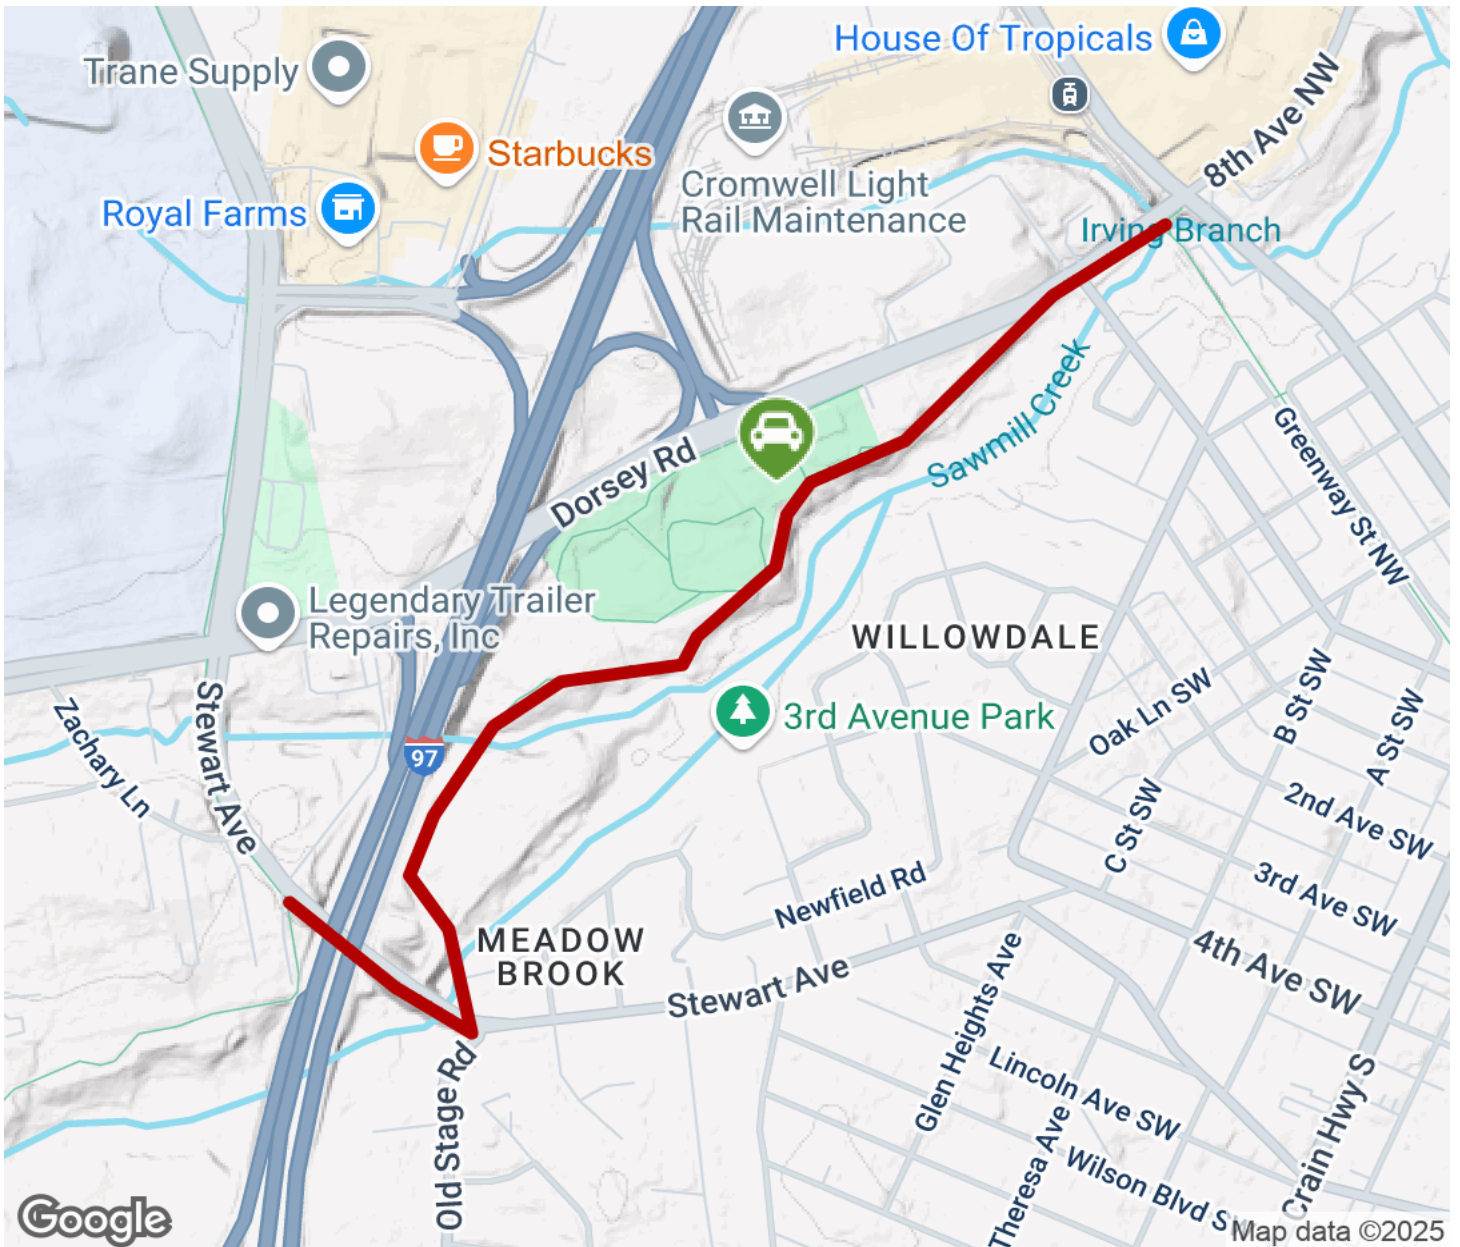 House Of Tropicals
Trane Supply
8th Ave NW
Starbucks
Cromwell Light
Rail Maintenance
Royal Farms
Irving Branch
Sawmill Creek
Greenway St NW
Dorsey Rd
Legendary Trailer
Repairs, Inc
WILLOWDALE
3rd Avenue Park
Oak Ln SW
B St SW
A St SW
Stewart Ave
Zachary Ln
97
C St SW
2nd Ave SW
3rd Ave SW
Newfield Rd
MEADOW
BROOK
4th Ave SW
Stewart Ave
Glen Heights Ave
Old Stage Rd
Lincoln Ave SW
Theresa Ave
Wilson Blvd S
Crain Hwy S
Google
Map data ©2025